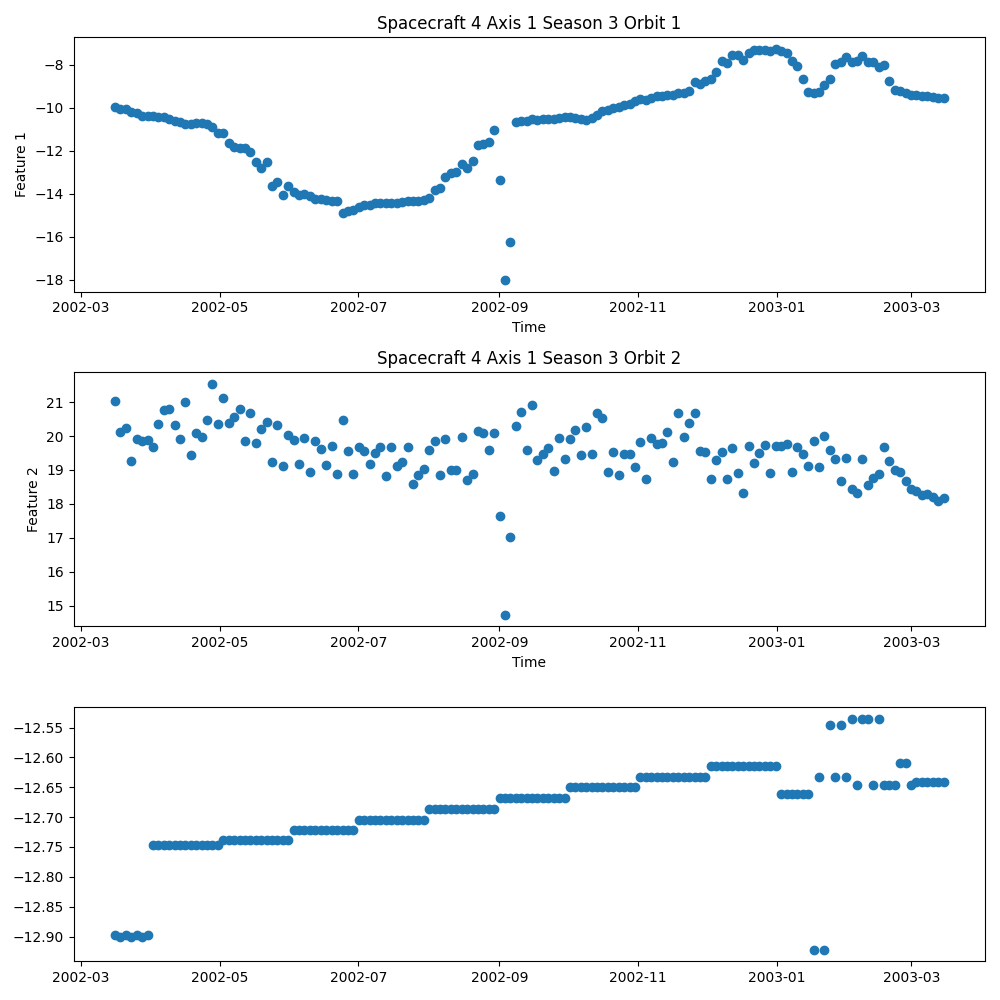 Spacecraft 4 Axis 1 Season 3 Orbit 1
Feature 1
−8
−10
−12
−14
−16
−18
2002-03 2002-05 2002-07 2002-09 2002-11 2003-01 2003-03
Time
Spacecraft 4 Axis 1 Season 3 Orbit 2
Feature 2
21
20
19
18
17
16
15
2002-03 2002-05 2002-07 2002-09 2002-11 2003-01 2003-03
Time
−12.55
−12.60
−12.65
−12.70
−12.75
−12.80
−12.85
−12.90
2002-03 2002-05 2002-07 2002-09 2002-11 2003-01 2003-03